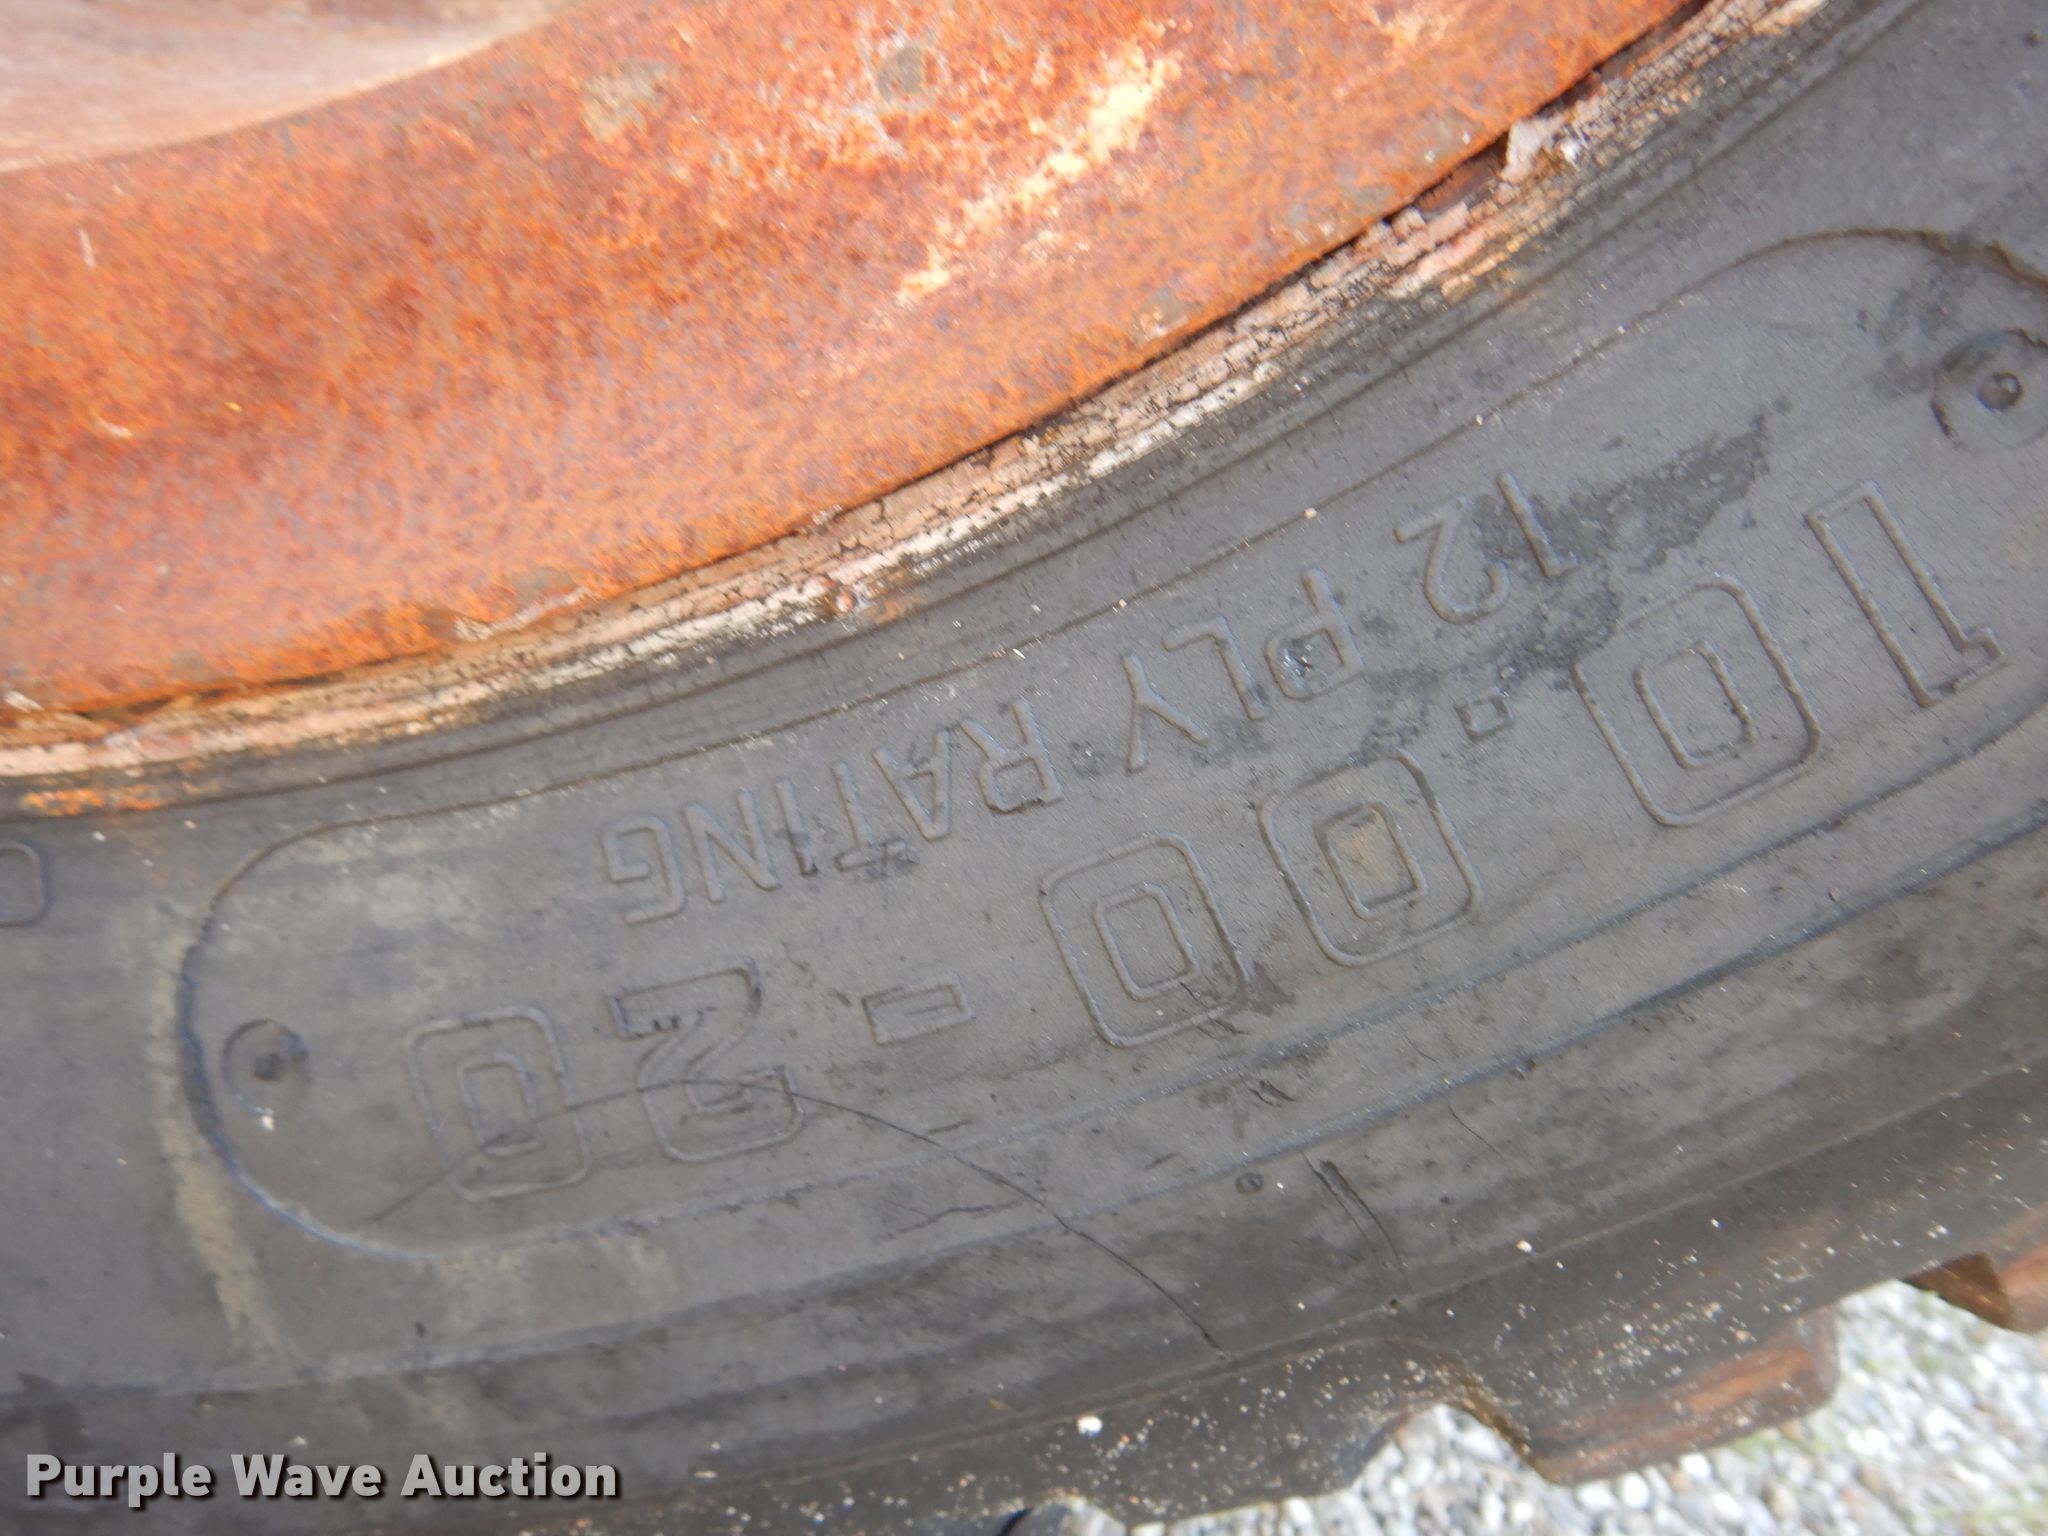 10.00-20
12 PLY RATING
Purple Wave Auction